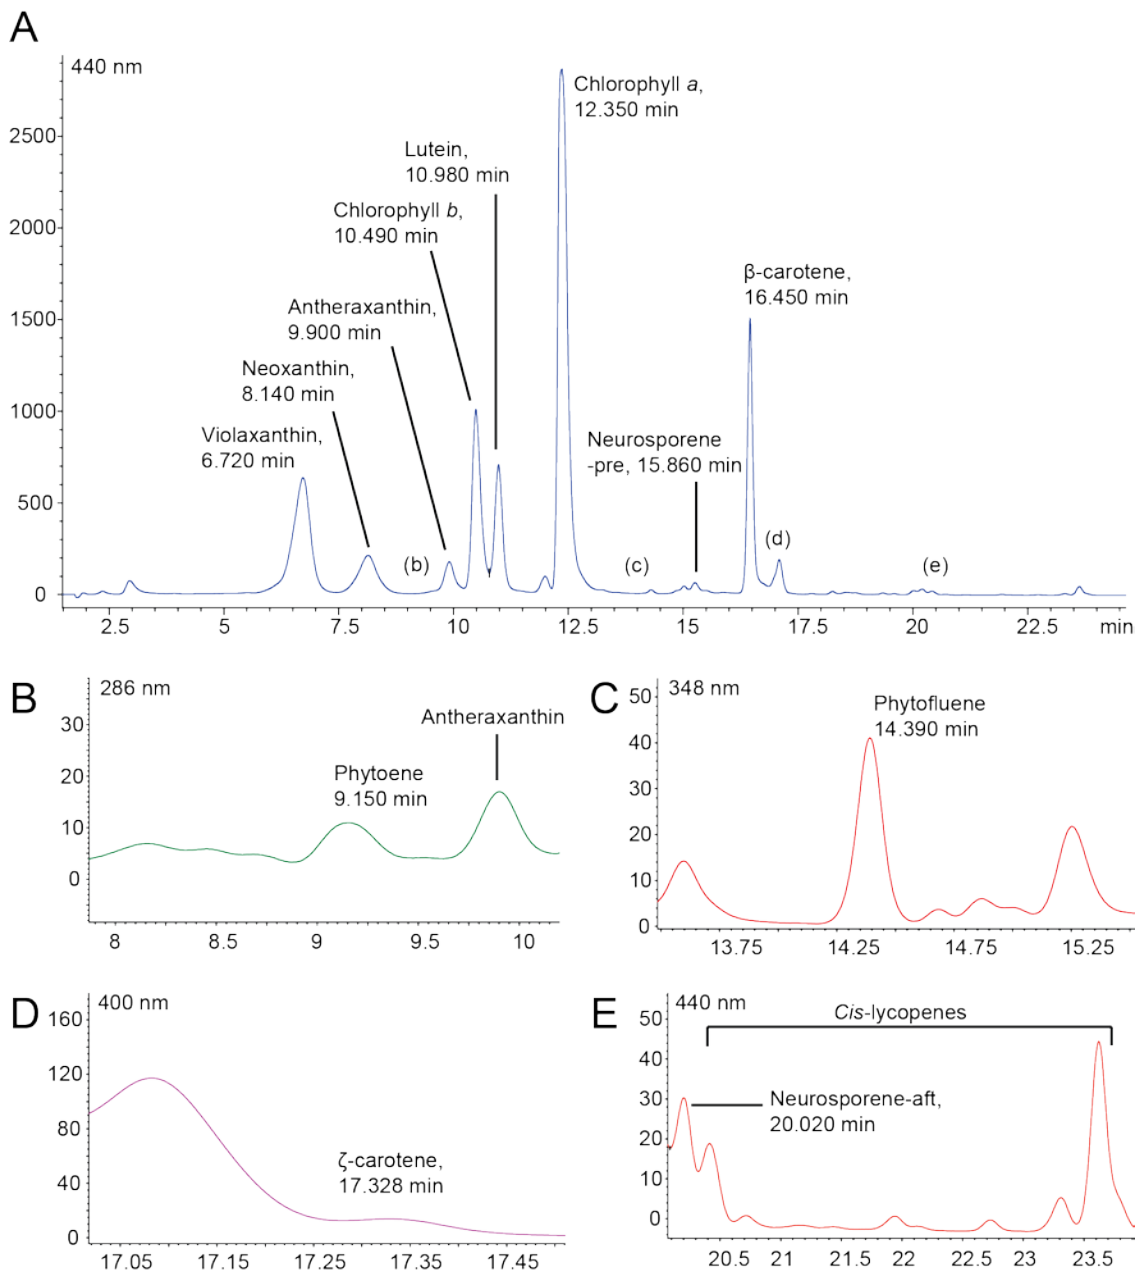 A
440 nm
Chlorophyll a,
12.350 min
Lutein,
10.980 min
Chlorophyll b,
10.490 min
β-carotene,
16.450 min
Antheraxanthin,
9.900 min
Neoxanthin,
8.140 min
Violaxanthin,
6.720 min
Neurosporene
-pre, 15.860 min
(b)
(c)
(d)
(e)
2500
2000
1500
1000
500
0
2.5 5 7.5 10 12.5 15 17.5 20 22.5 min
B
286 nm
Antheraxanthin
Phytoene
9.150 min
30
20
10
0
8 8.5 9 9.5 10
C
348 nm
Phytofluene
14.390 min
50
40
30
20
10
0
13.75 14.25 14.75 15.25
D
400 nm
ζ-carotene,
17.328 min
160
120
80
40
0
17.05 17.15 17.25 17.35 17.45
E
440 nm
Cis-lycopenes
Neurosporene-aft,
20.020 min
50
40
30
20
10
0
20.5 21 21.5 22 22.5 23 23.5